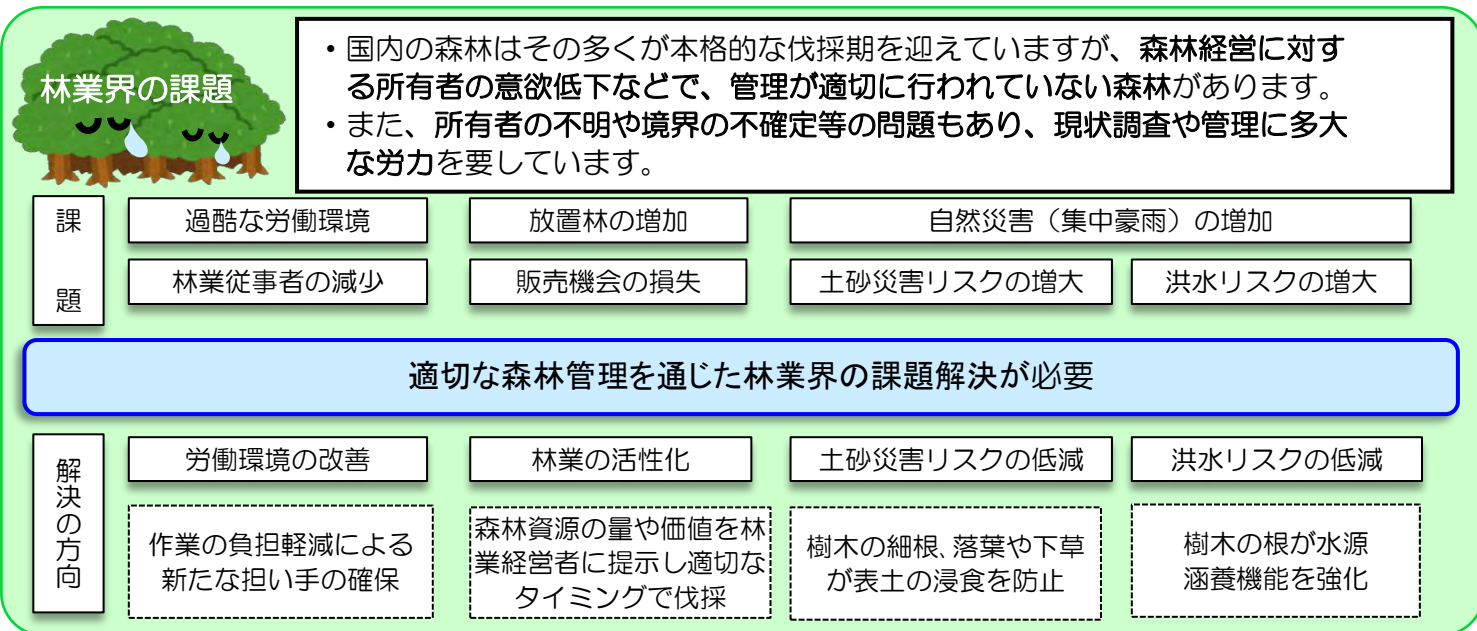 林業界の課題
・国内の森林はその多くが本格的な伐採期を迎えていますが、森林経営に対す
る所有者の意欲低下などで、管理が適切に行われていない森林があります。
・また、所有者の不明や境界の不確定等の問題もあり、現状調査や管理に多大
な労力を要しています。
課題
過酷な労働環境
放置林の増加
自然災害（集中豪雨）の増加
林業従事者の減少
販売機会の損失
土砂災害リスクの増大
洪水リスクの増大
適切な森林管理を通じた林業界の課題解決が必要
解決の方向
労働環境の改善
林業の活性化
土砂災害リスクの低減
洪水リスクの低減
作業の負担軽減による
新たな担い手の確保
森林資源の量や価値を林
業経営者に提示し適切な
タイミングで伐採
樹木の細根、落葉や下草
が表土の浸食を防止
樹木の根が水源
涵養機能を強化